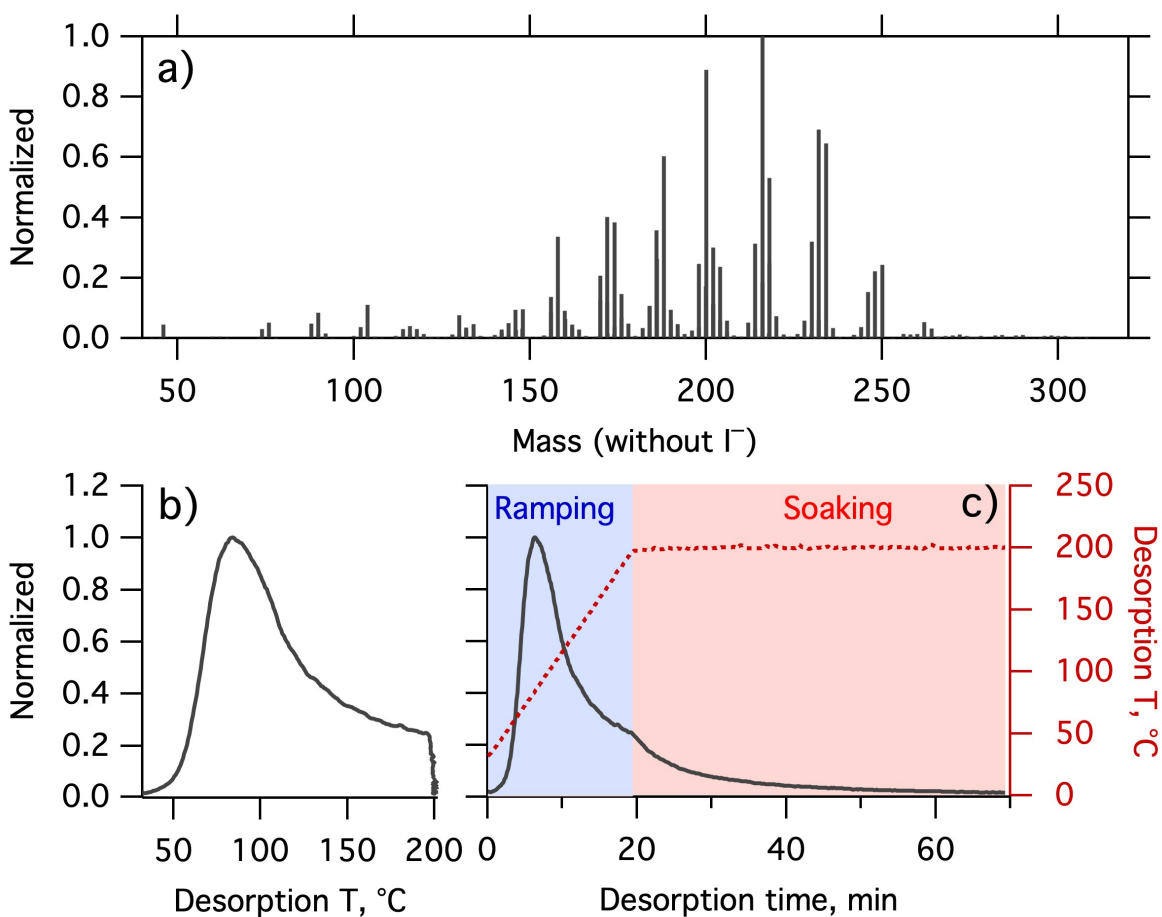 a)
Normalized
1.0
0.8
0.6
0.4
0.2
0.0
50 100 150 200 250 300
Mass (without I⁻)
b)
Normalized
1.2
1.0
0.8
0.6
0.4
0.2
0.0
50 100 150 200
Desorption T, °C
Ramping
Soaking
c)
250
200
150
100
50
0
Desorption T, °C
0 20 40 60
Desorption time, min